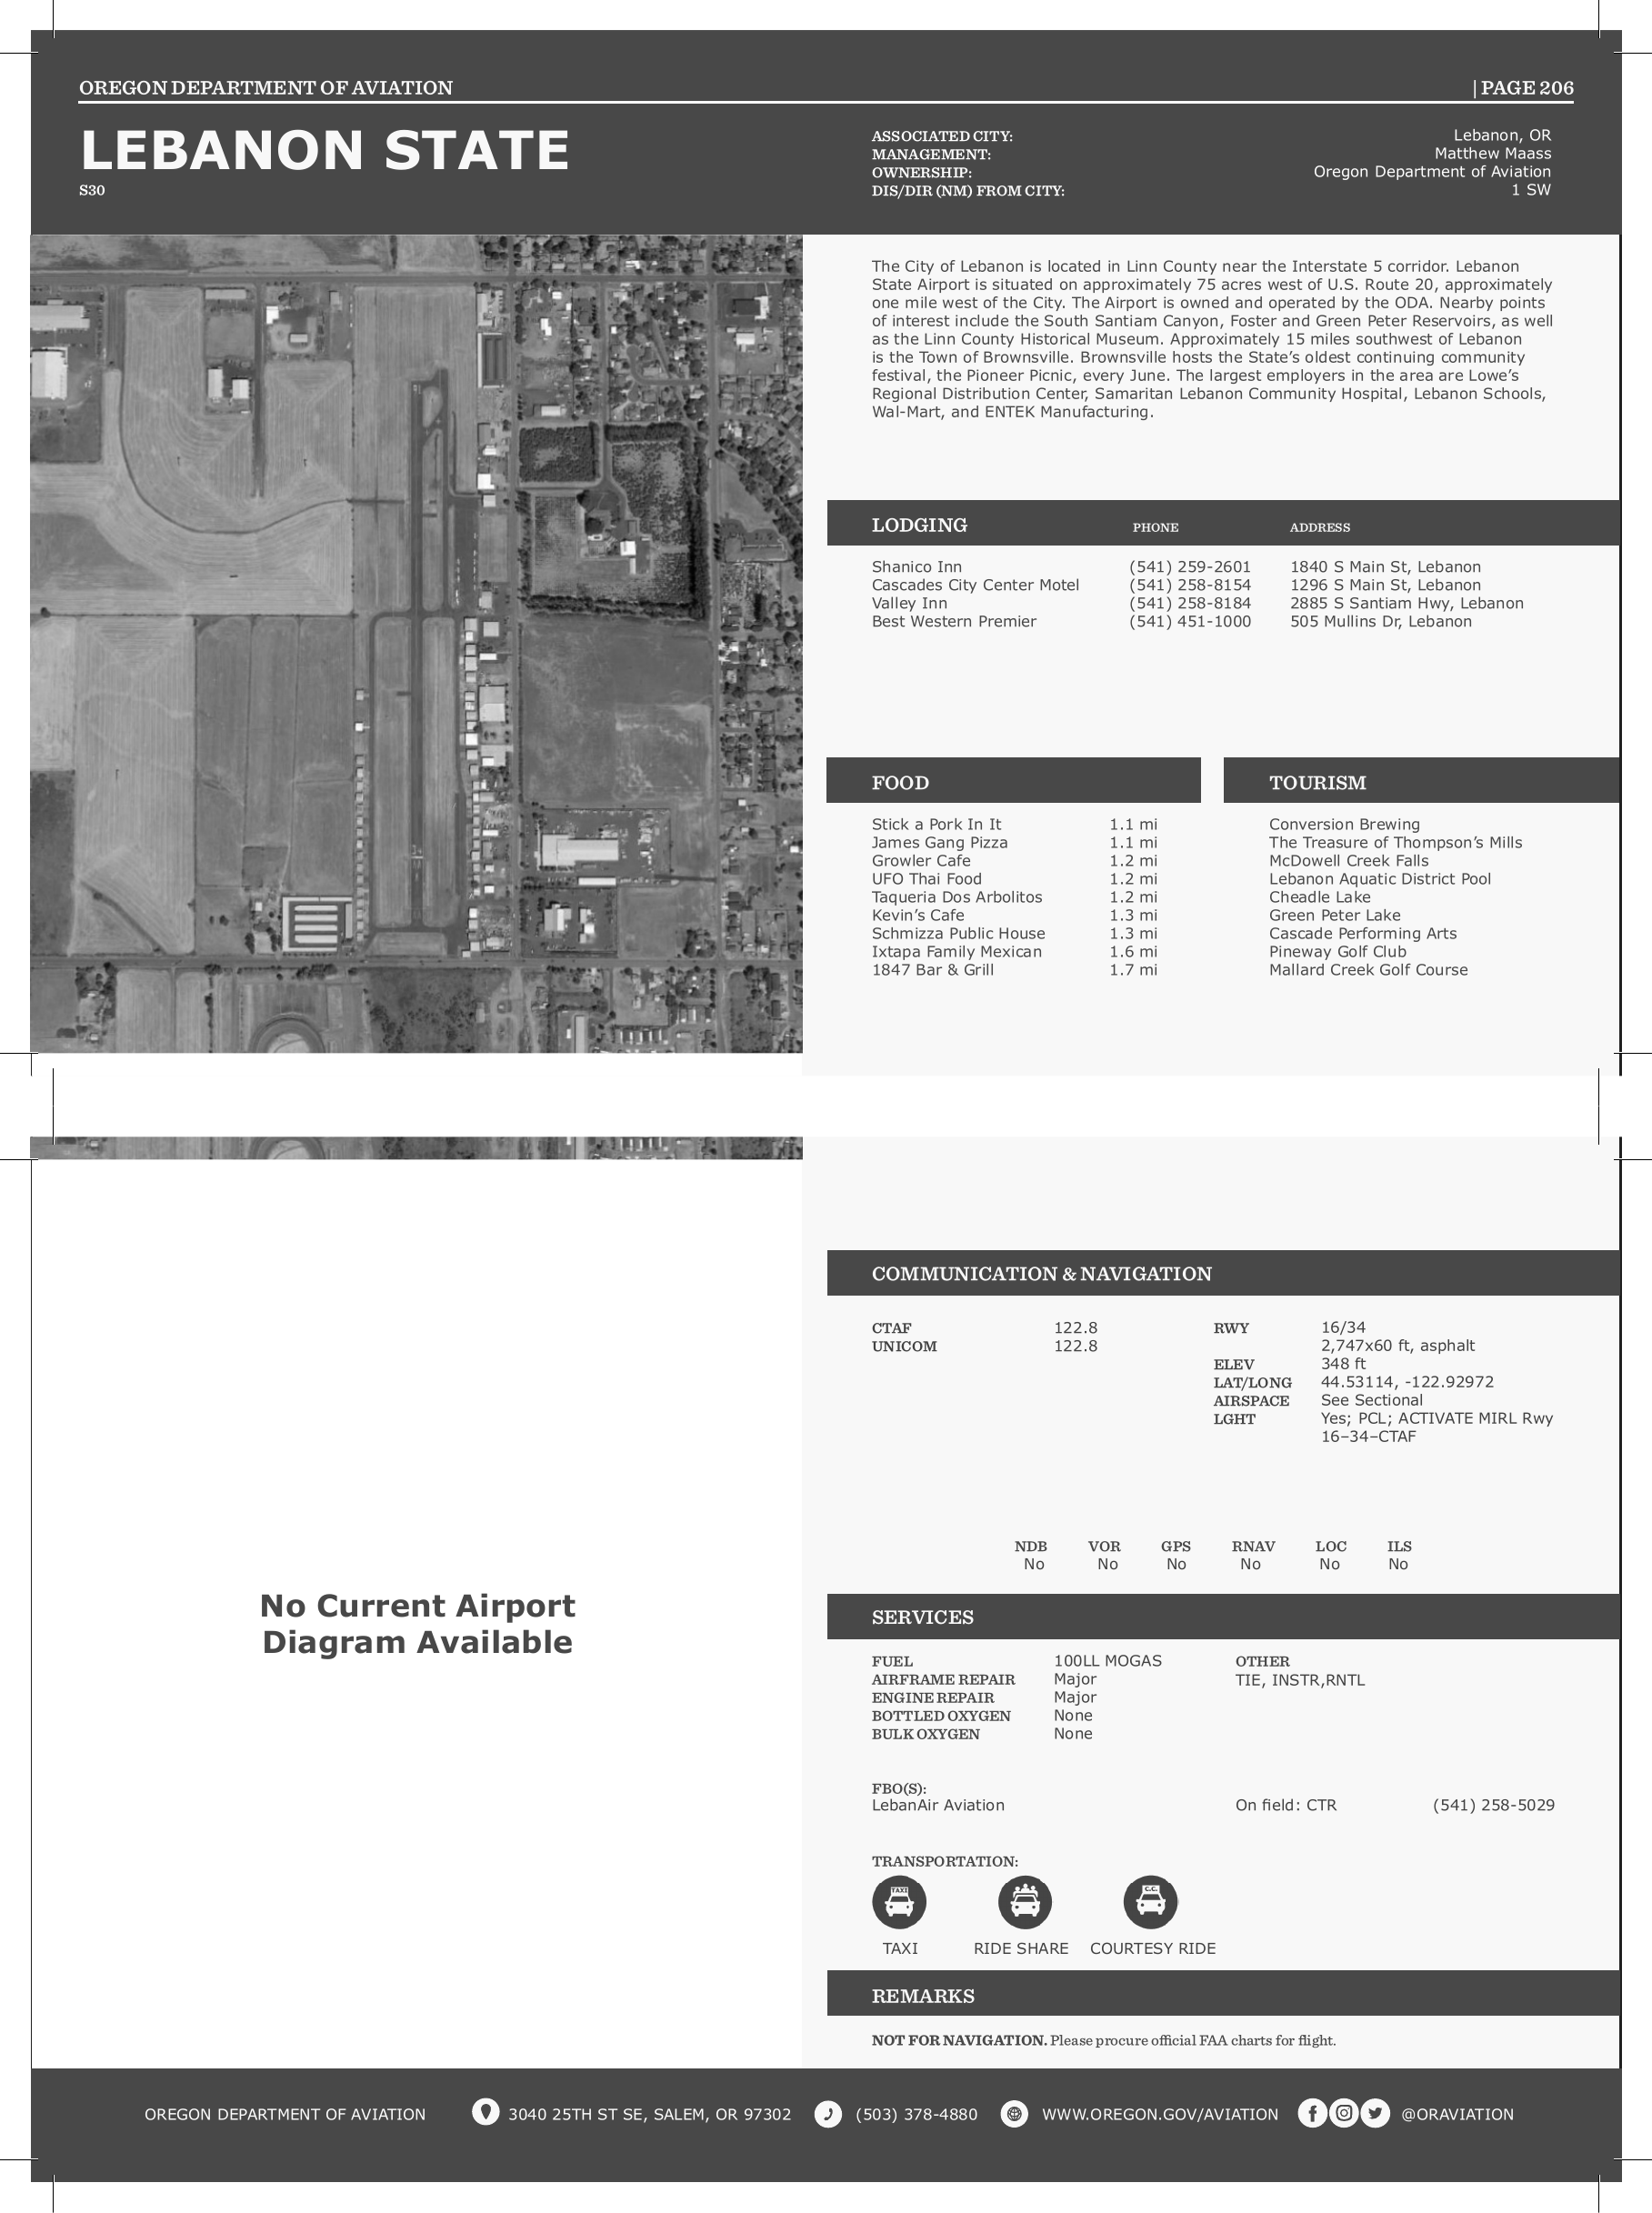 OREGON DEPARTMENT OF AVIATION
| PAGE 206
LEBANON STATE
S30
ASSOCIATED CITY: Lebanon, OR
MANAGEMENT: Matthew Maass
OWNERSHIP: Oregon Department of Aviation
DIS/DIR (NM) FROM CITY: 1 SW
The City of Lebanon is located in Linn County near the Interstate 5 corridor. Lebanon
State Airport is situated on approximately 75 acres west of U.S. Route 20, approximately
one mile west of the City. The Airport is owned and operated by the ODA. Nearby points
of interest include the South Santiam Canyon, Foster and Green Peter Reservoirs, as well
as the Linn County Historical Museum. Approximately 15 miles southwest of Lebanon
is the Town of Brownsville. Brownsville hosts the State’s oldest continuing community
festival, the Pioneer Picnic, every June. The largest employers in the area are Lowe’s
Regional Distribution Center, Samaritan Lebanon Community Hospital, Lebanon Schools,
Wal-Mart, and ENTEK Manufacturing.
LODGING PHONE ADDRESS
Shanico Inn (541) 259-2601 1840 S Main St, Lebanon
Cascades City Center Motel (541) 258-8154 1296 S Main St, Lebanon
Valley Inn (541) 258-8184 2885 S Santiam Hwy, Lebanon
Best Western Premier (541) 451-1000 505 Mullins Dr, Lebanon
FOOD
Stick a Pork In It 1.1 mi
James Gang Pizza 1.1 mi
Growler Cafe 1.2 mi
UFO Thai Food 1.2 mi
Taqueria Dos Arbolitos 1.2 mi
Kevin’s Cafe 1.3 mi
Schmizza Public House 1.3 mi
Ixtapa Family Mexican 1.6 mi
1847 Bar & Grill 1.7 mi
TOURISM
Conversion Brewing
The Treasure of Thompson’s Mills
McDowell Creek Falls
Lebanon Aquatic District Pool
Cheadle Lake
Green Peter Lake
Cascade Performing Arts
Pineway Golf Club
Mallard Creek Golf Course
No Current Airport
Diagram Available
COMMUNICATION & NAVIGATION
CTAF 122.8
UNICOM 122.8
RWY 16/34
2,747x60 ft, asphalt
ELEV 348 ft
LAT/LONG 44.53114, -122.92972
AIRSPACE See Sectional
LGHT Yes; PCL; ACTIVATE MIRL Rwy
16–34–CTAF
NDB VOR GPS RNAV LOC ILS
No No No No No No
SERVICES
FUEL 100LL MOGAS
AIRFRAME REPAIR Major
ENGINE REPAIR Major
BOTTLED OXYGEN None
BULK OXYGEN None
OTHER
TIE, INSTR,RNTL
FBO(S):
LebanAir Aviation On field: CTR (541) 258-5029
TRANSPORTATION:
TAXI C.C.
TAXI RIDE SHARE COURTESY RIDE
REMARKS
NOT FOR NAVIGATION. Please procure official FAA charts for flight.
OREGON DEPARTMENT OF AVIATION 3040 25TH ST SE, SALEM, OR 97302 (503) 378-4880 WWW.OREGON.GOV/AVIATION @ORAVIATION